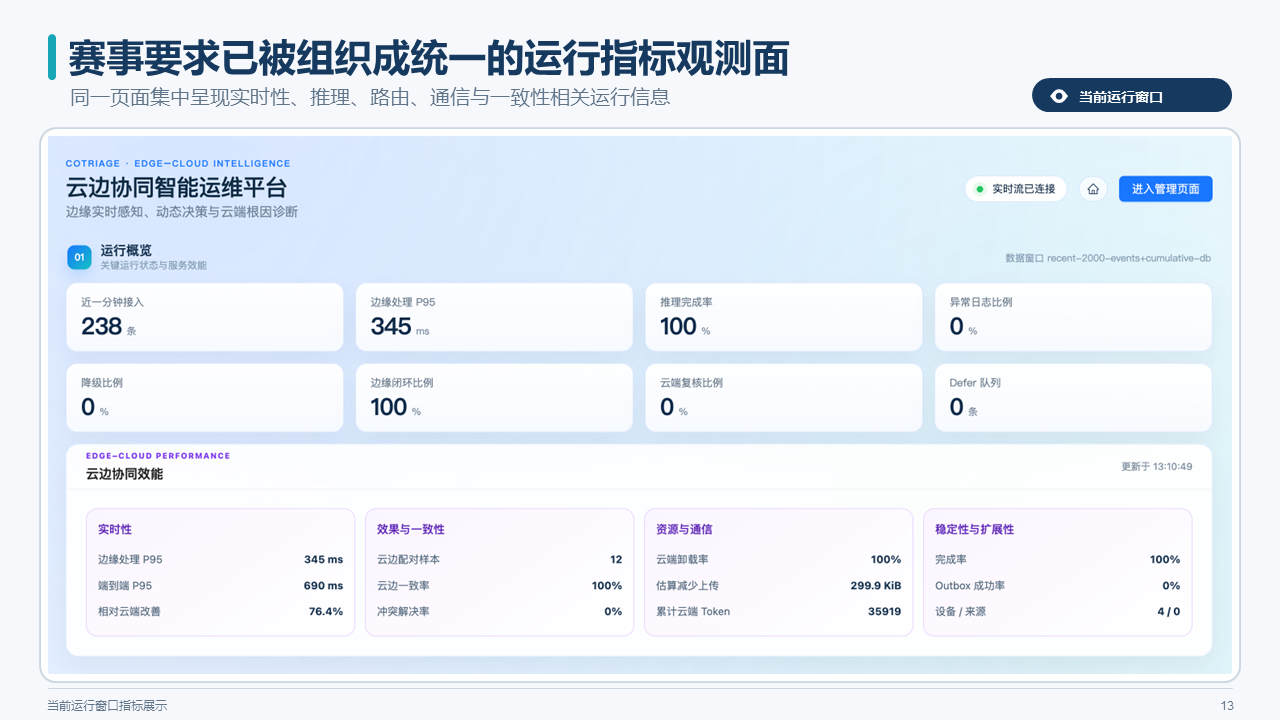 赛事要求已被组织成统一的运行指标观测面
同一页面集中呈现实时性、推理、路由、通信与一致性相关运行信息
当前运行窗口
COTRIAGE · EDGE—CLOUD INTELLIGENCE
云边协同智能运维平台
边缘实时感知、动态决策与云端根因诊断
实时流已连接
进入管理页面
01
运行概览
关键运行状态与服务效能
数据窗口 recent-2000-events+cumulative-db
近一分钟接入
238 条
边缘处理 P95
345 ms
推理完成率
100 %
异常日志比例
0 %
降级比例
0 %
边缘闭环比例
100 %
云端复核比例
0 %
Defer 队列
0 条
EDGE—CLOUD PERFORMANCE
云边协同效能
更新于 13:10:49
实时性
边缘处理 P95 345 ms
端到端 P95 690 ms
相对云端改善 76.4%
效果与一致性
云边配对样本 12
云边一致率 100%
冲突解决率 0%
资源与通信
云端卸载率 100%
估算减少上传 299.9 KiB
累计云端 Token 35919
稳定性与扩展性
完成率 100%
Outbox 成功率 0%
设备 / 来源 4 / 0
当前运行窗口指标展示
13